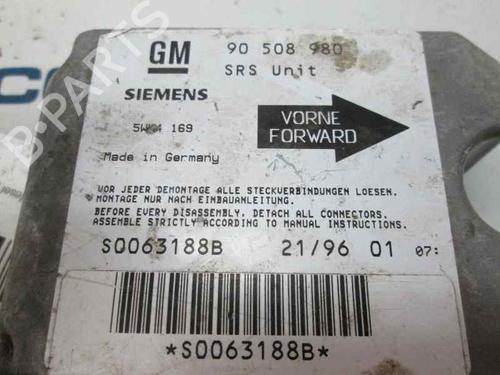 GM 90 508 980
SRS Unit
SIEMENS
VORNE
FORWARD
169
Made in Germany
VOR JEDER DEMONTAGE ALLE STECKVERBINDUNGEN LOESEN.
MONTAGE NUR NACH EINBAUANLEITUNG.
BEFORE EVERY DISASSEMBLY, DETACH ALL CONNECTORS.
ASSEMBLE STRICTLY ACCORDING TO MANUAL INSTRUCTIONS.
S0063188B 21/96 01 07:
*S0063188B*
B-PARTS